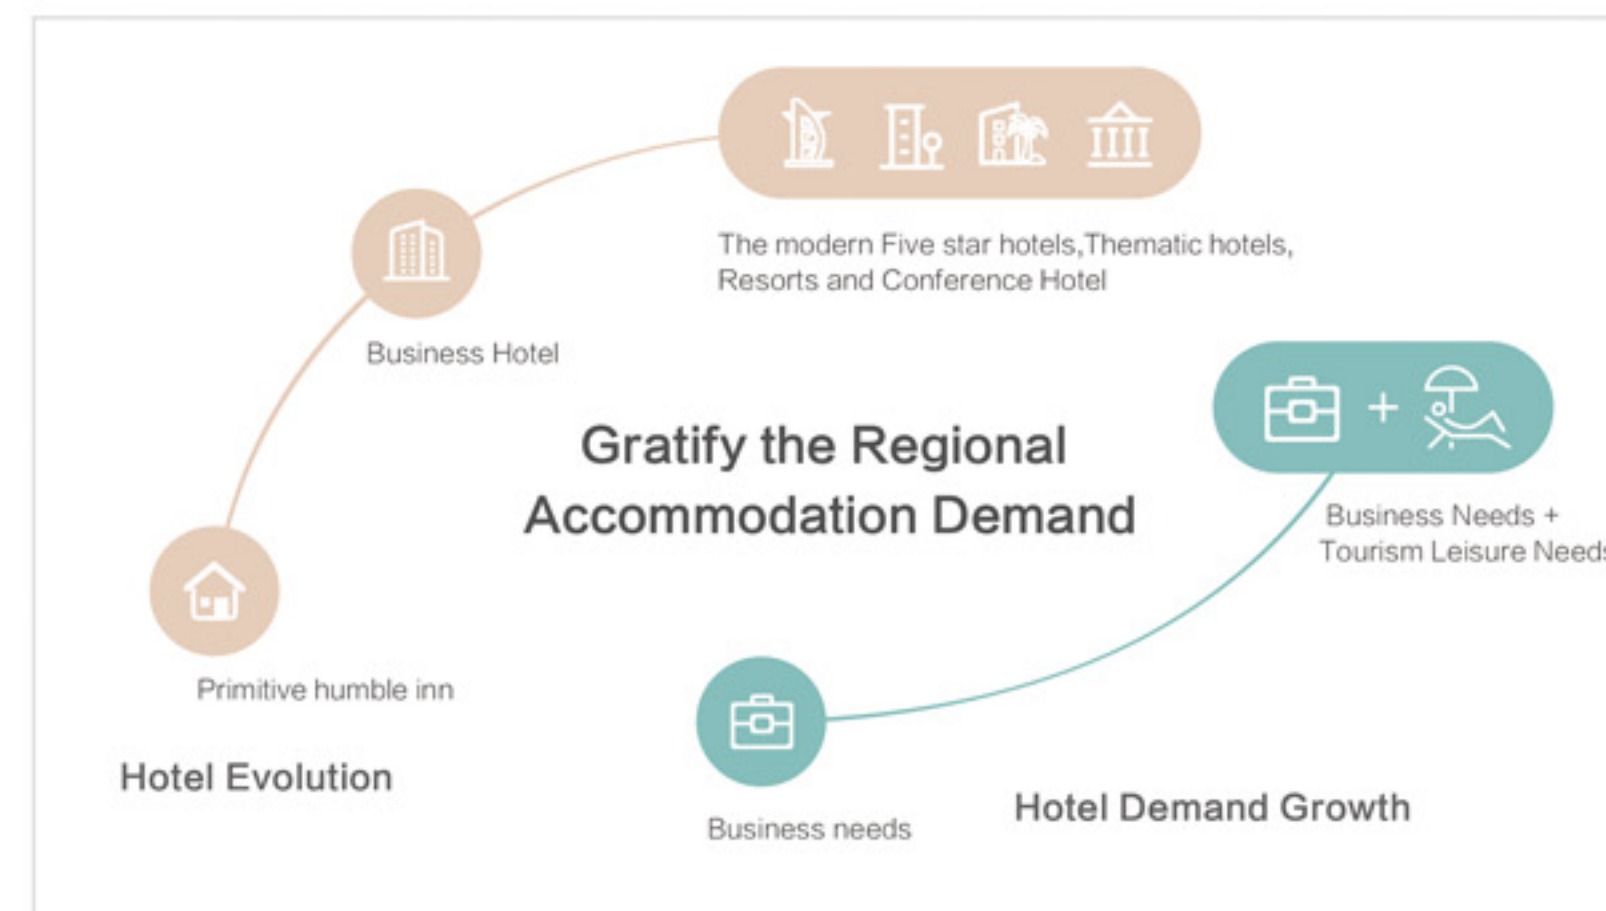 The modern Five star hotels,Thematic hotels,
Resorts and Conference Hotel
Business Hotel
Gratify the Regional
Accommodation Demand
Business Needs +
Tourism Leisure Needs
Primitive humble inn
Hotel Evolution
Business needs
Hotel Demand Growth